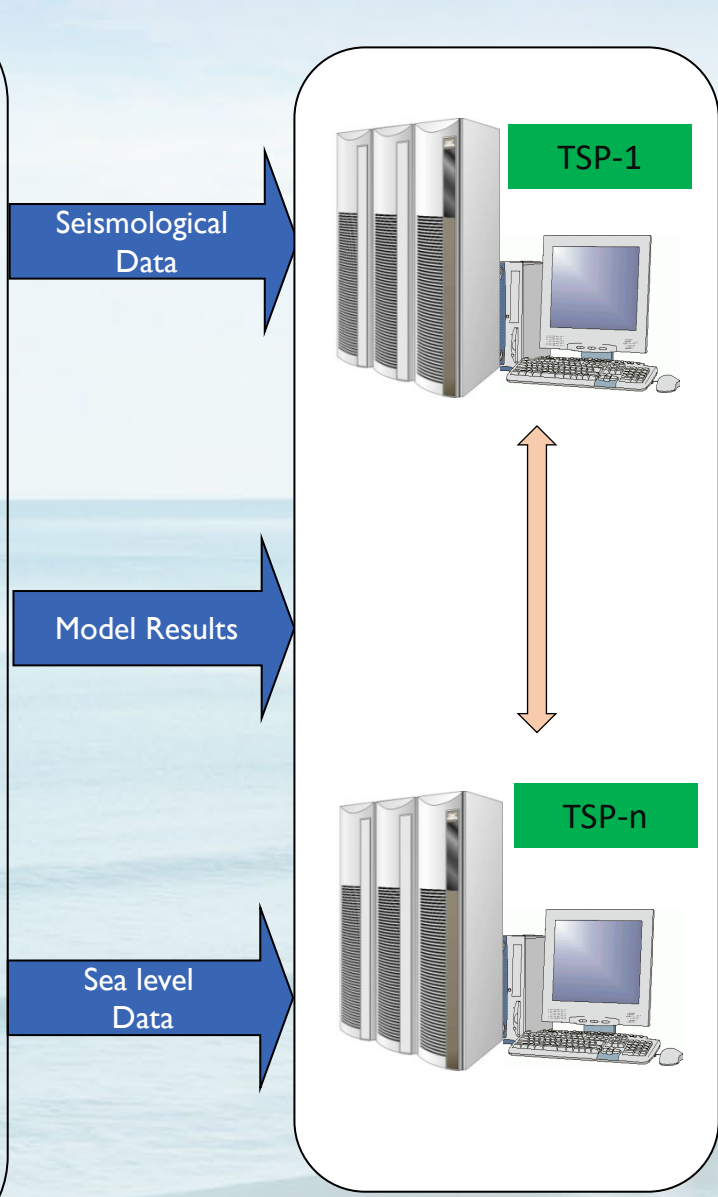 TSP-1
Seismological
Data
Model Results
TSP-n
Sea level
Data